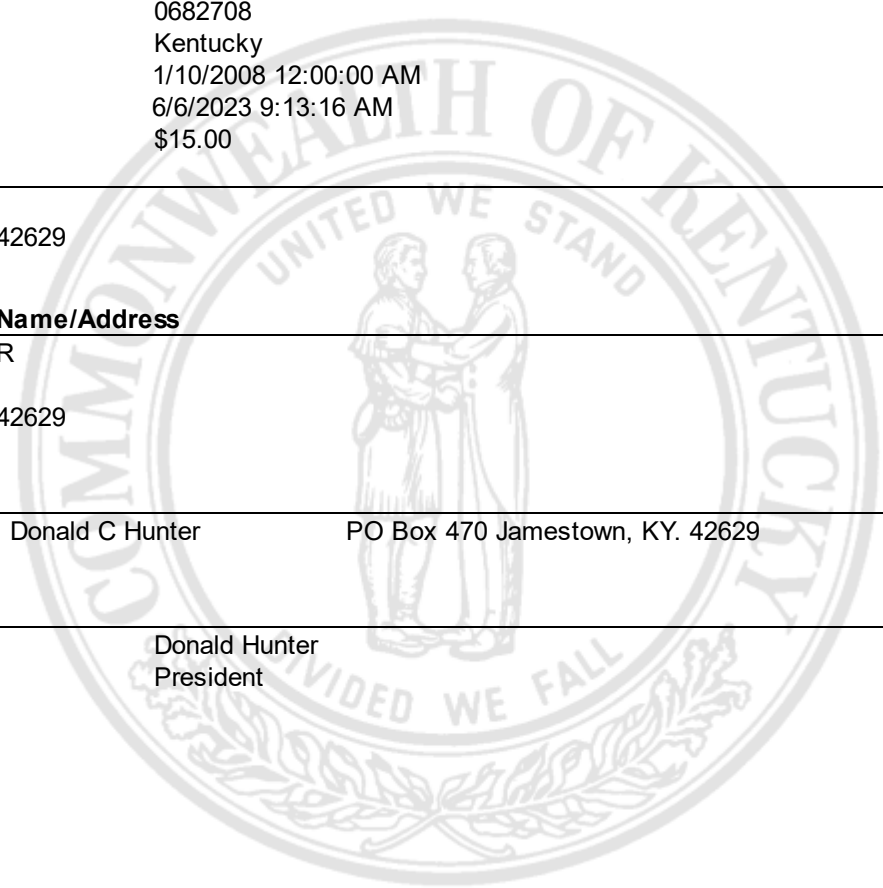 0682708
Kentucky
1/10/2008 12:00:00 AM
6/6/2023 9:13:16 AM
$15.00
COMMONWEALTH OF KENTUCKY
UNITED WE STAND
42629
Name/Address
R
42629
Donald C Hunter PO Box 470 Jamestown, KY. 42629
Donald Hunter
President
DIVIDED WE FALL